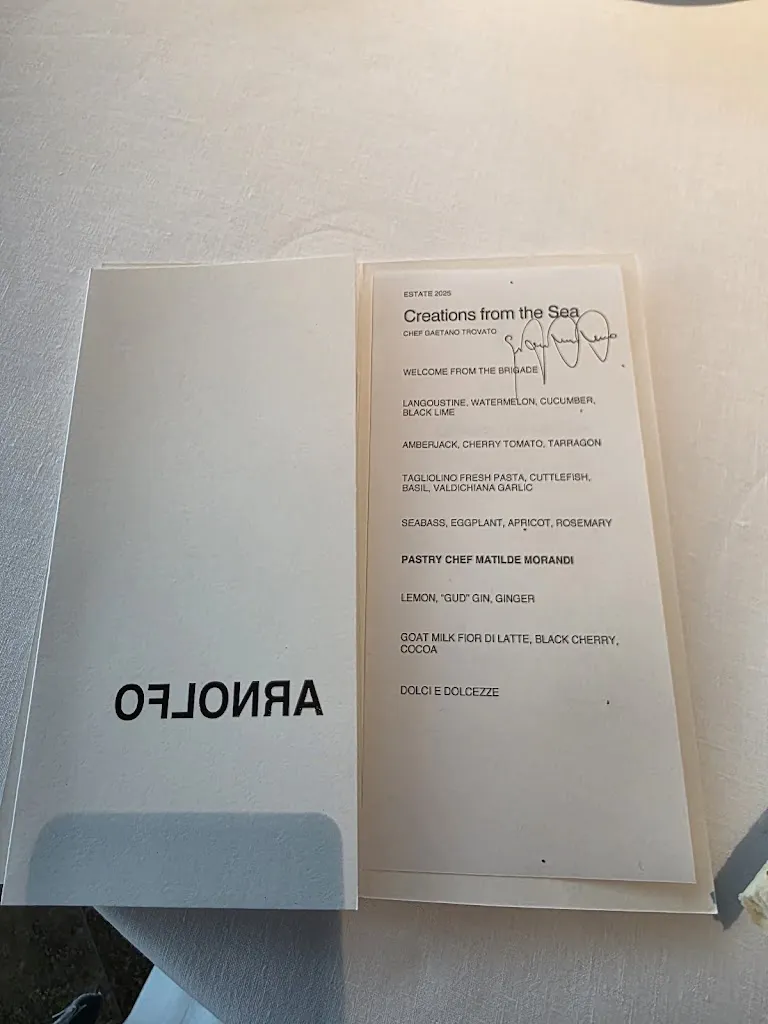 OFLONRA
ESTATE 2025
Creations from the Sea
CHEF GAETANO TROVATO
WELCOME FROM THE BRIGADE
LANGOUSTINE, WATERMELON, CUCUMBER,
BLACK LIME
AMBERJACK, CHERRY TOMATO, TARRAGON
TAGLIOLINO FRESH PASTA, CUTTLEFISH,
BASIL, VALDICHIANA GARLIC
SEABASS, EGGPLANT, APRICOT, ROSEMARY
PASTRY CHEF MATILDE MORANDI
LEMON, "GUD" GIN, GINGER
GOAT MILK FIOR DI LATTE, BLACK CHERRY,
COCOA
DOLCI E DOLCEZZE